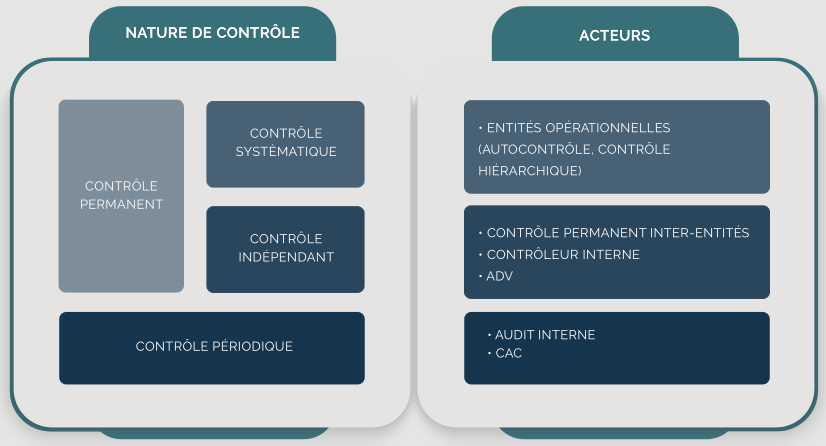 NATURE DE CONTRÔLE
CONTRÔLE
PERMANENT
CONTRÔLE
SYSTÉMATIQUE
CONTRÔLE
INDÉPENDANT
CONTRÔLE PÉRIODIQUE
ACTEURS
• ENTITÉS OPÉRATIONNELLES
(AUTOCONTRÔLE, CONTRÔLE
HIÉRARCHIQUE)
• CONTRÔLE PERMANENT INTER-ENTITÉS
• CONTRÔLEUR INTERNE
• ADV
• AUDIT INTERNE
• CAC